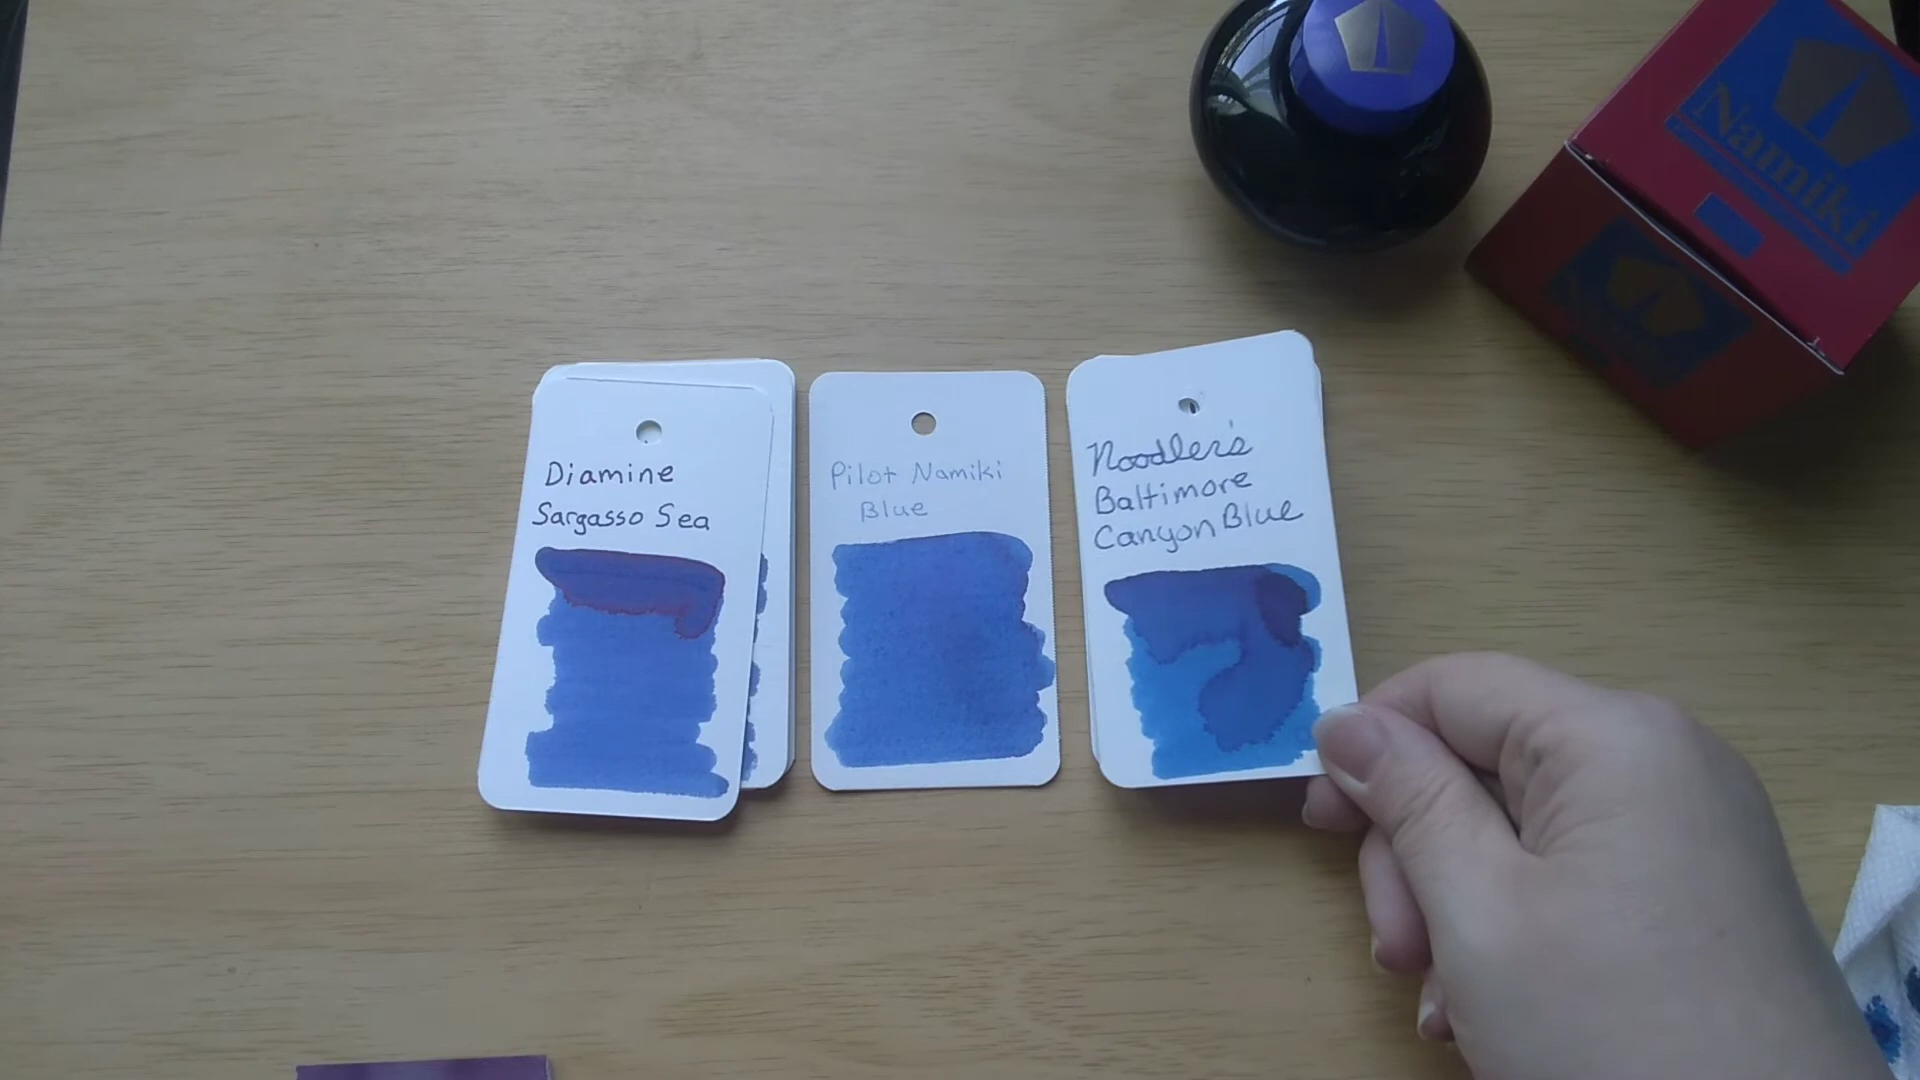 Diamine
Sargasso Sea
Pilot Namiki
Blue
Noodler's
Baltimore
Canyon Blue
Namiki